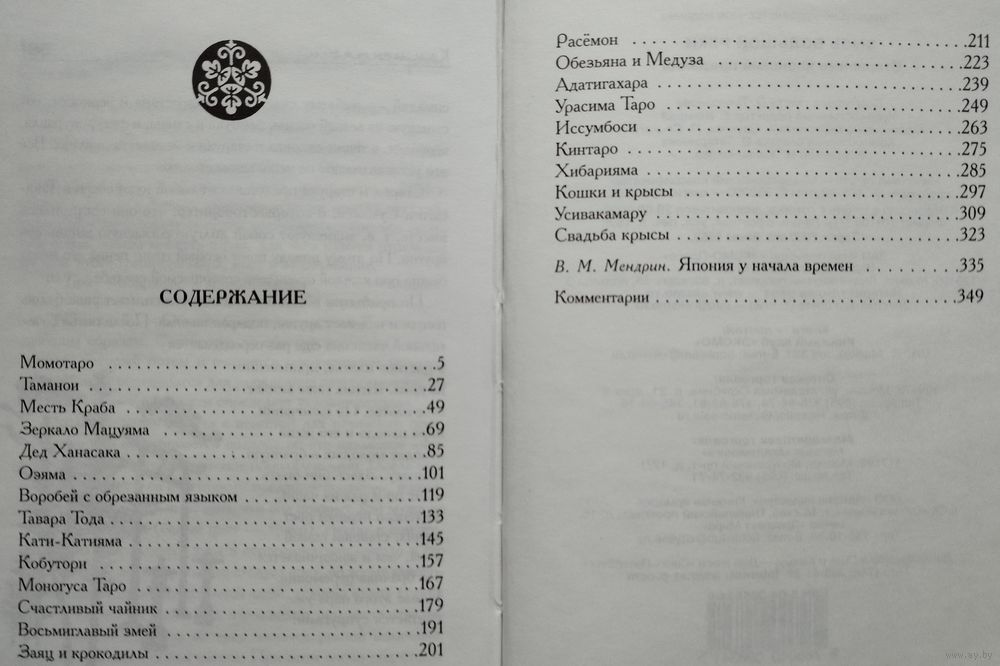 СОДЕРЖАНИЕ
Момотаро . . . . . . . . . . . . . . . . . . . . . . . . . . 5
Таманои . . . . . . . . . . . . . . . . . . . . . . . . . . 27
Месть Краба . . . . . . . . . . . . . . . . . . . . . . . . 49
Зеркало Мацуяма . . . . . . . . . . . . . . . . . . . . . 69
Дед Ханасака . . . . . . . . . . . . . . . . . . . . . . . 85
Оэяма . . . . . . . . . . . . . . . . . . . . . . . . . . . 101
Воробей с обрезанным языком . . . . . . . . . . . . . 119
Тавара Тода . . . . . . . . . . . . . . . . . . . . . . . . 133
Кати-Катияма . . . . . . . . . . . . . . . . . . . . . . . 145
Кобутори . . . . . . . . . . . . . . . . . . . . . . . . . 157
Моногуса Таро . . . . . . . . . . . . . . . . . . . . . . 167
Счастливый чайник . . . . . . . . . . . . . . . . . . . . 179
Восьмиглавый змей . . . . . . . . . . . . . . . . . . . . 191
Заяц и крокодилы . . . . . . . . . . . . . . . . . . . . . 201
Расёмон . . . . . . . . . . . . . . . . . . . . . . . . . . 211
Обезьяна и Медуза . . . . . . . . . . . . . . . . . . . . 223
Адатигахара . . . . . . . . . . . . . . . . . . . . . . . . 239
Урасима Таро . . . . . . . . . . . . . . . . . . . . . . . 249
Иссумбоси . . . . . . . . . . . . . . . . . . . . . . . . . 263
Кинтаро . . . . . . . . . . . . . . . . . . . . . . . . . . 275
Хибарияма . . . . . . . . . . . . . . . . . . . . . . . . . 285
Кошки и крысы . . . . . . . . . . . . . . . . . . . . . . 297
Усивакамару . . . . . . . . . . . . . . . . . . . . . . . . 309
Свадьба крысы . . . . . . . . . . . . . . . . . . . . . . . 323
В. М. Мендрин. Япония у начала времен . . . . . . . . 335
Комментарии . . . . . . . . . . . . . . . . . . . . . . . . 349
www.ay.by